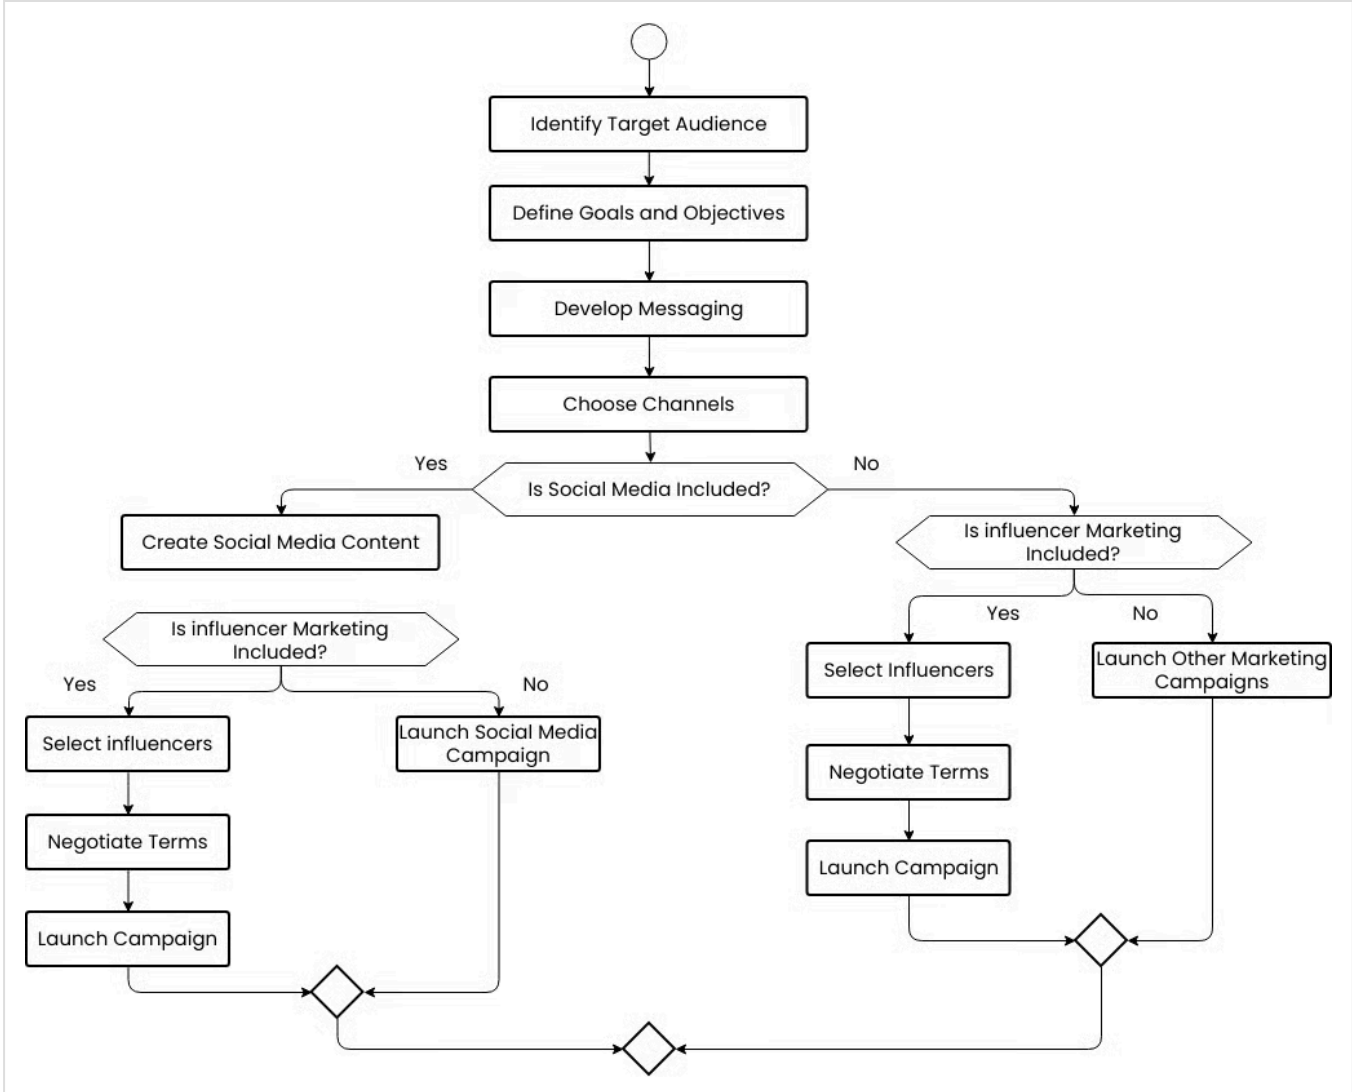 Identify Target Audience
Define Goals and Objectives
Develop Messaging
Choose Channels
Yes
Is Social Media Included?
No
Create Social Media Content
Is influencer Marketing
Included?
Yes
No
Select influencers
Launch Social Media
Campaign
Negotiate Terms
Launch Campaign
Is influencer Marketing
Included?
Yes
No
Select Influencers
Launch Other Marketing
Campaigns
Negotiate Terms
Launch Campaign